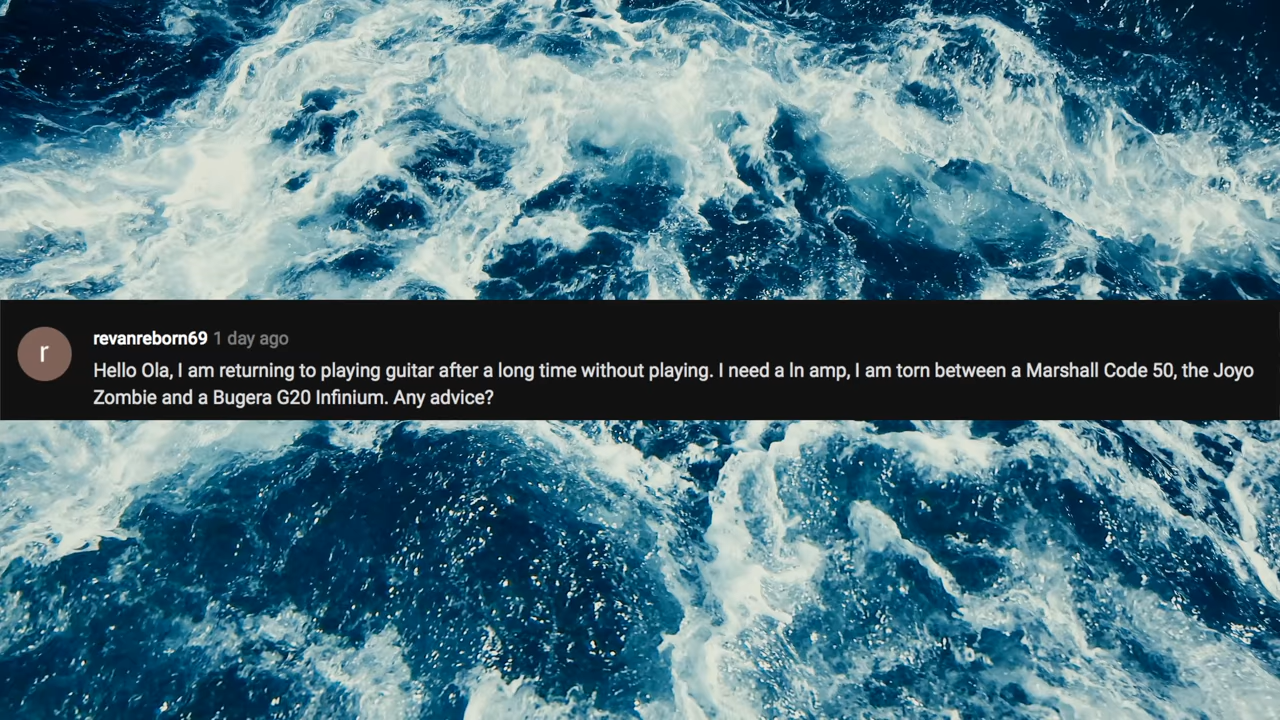 r
revanreborn69 1 day ago
Hello Ola, I am returning to playing guitar after a long time without playing. I need a ln amp, I am torn between a Marshall Code 50, the Joyo
Zombie and a Bugera G20 Infinium. Any advice?